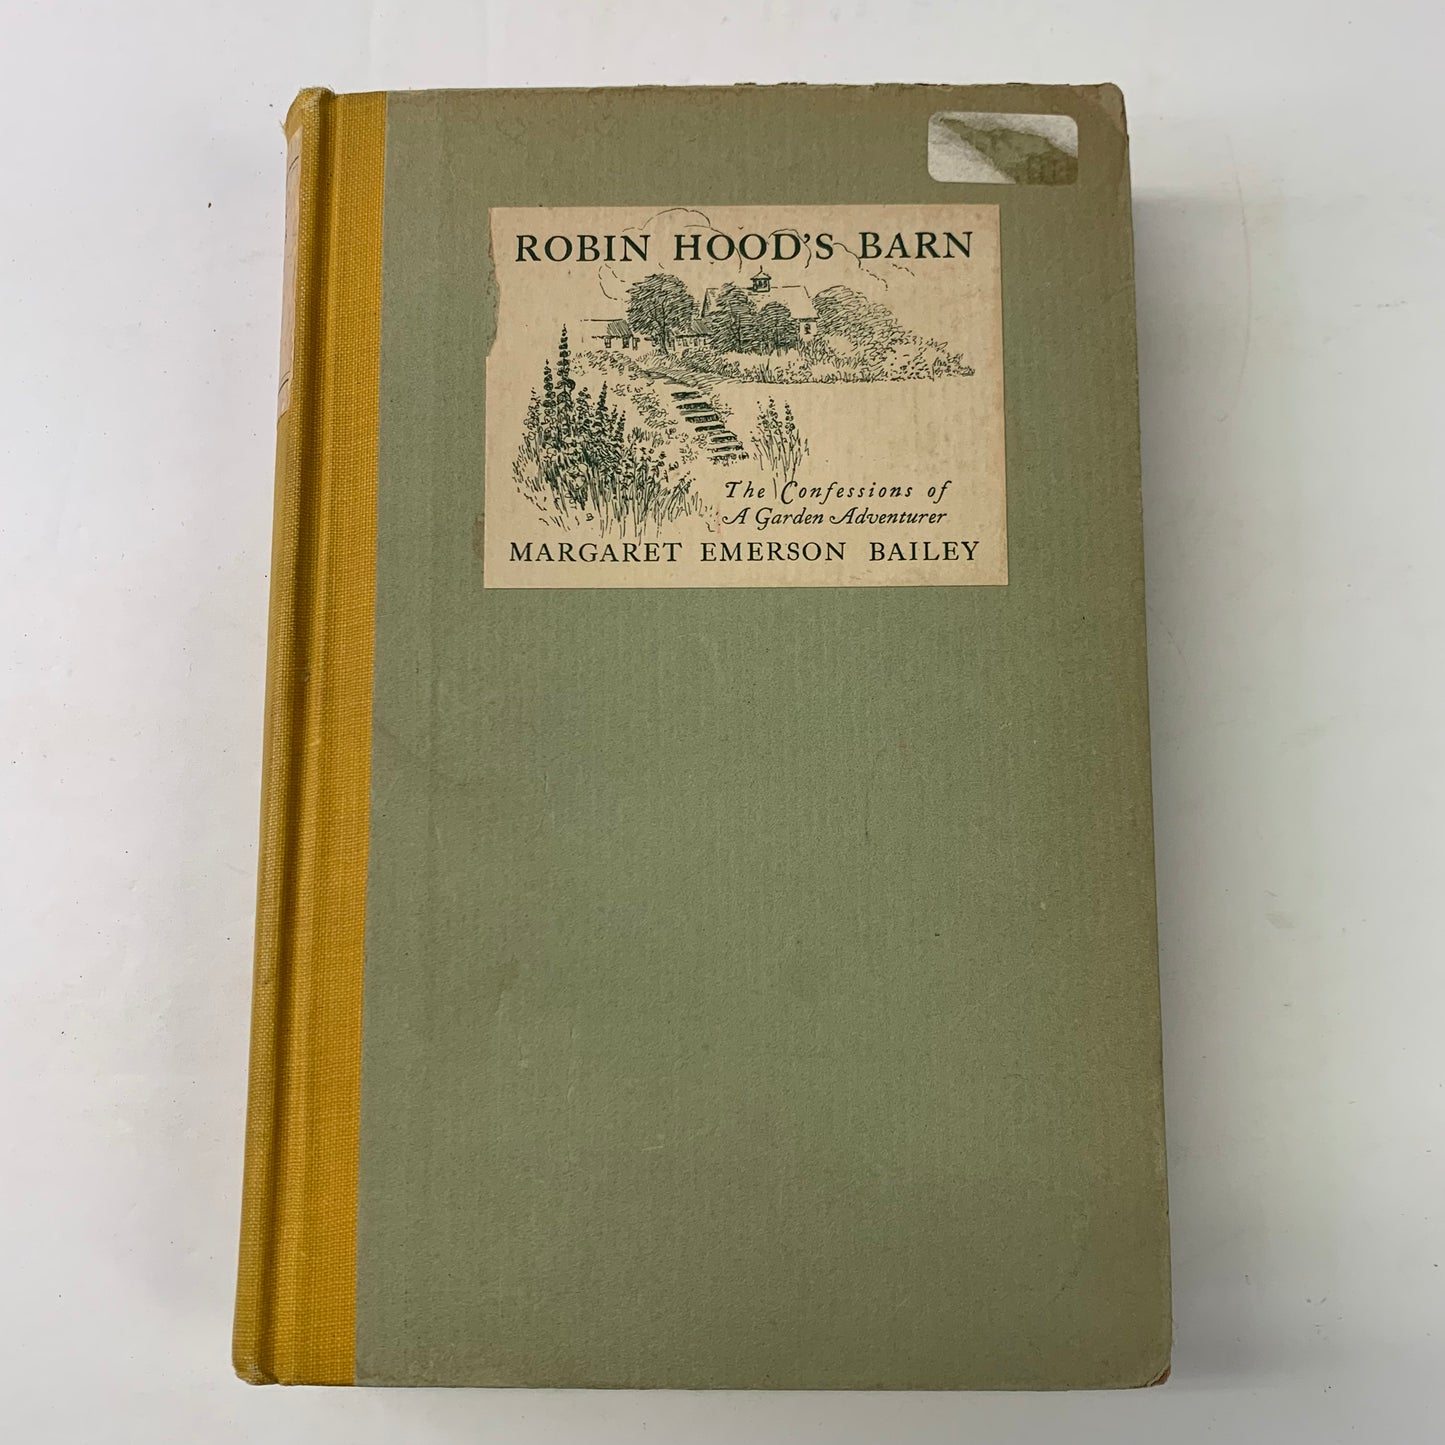 ROBIN HOOD'S BARN
The Confessions of
A Garden Adventurer
MARGARET EMERSON BAILEY